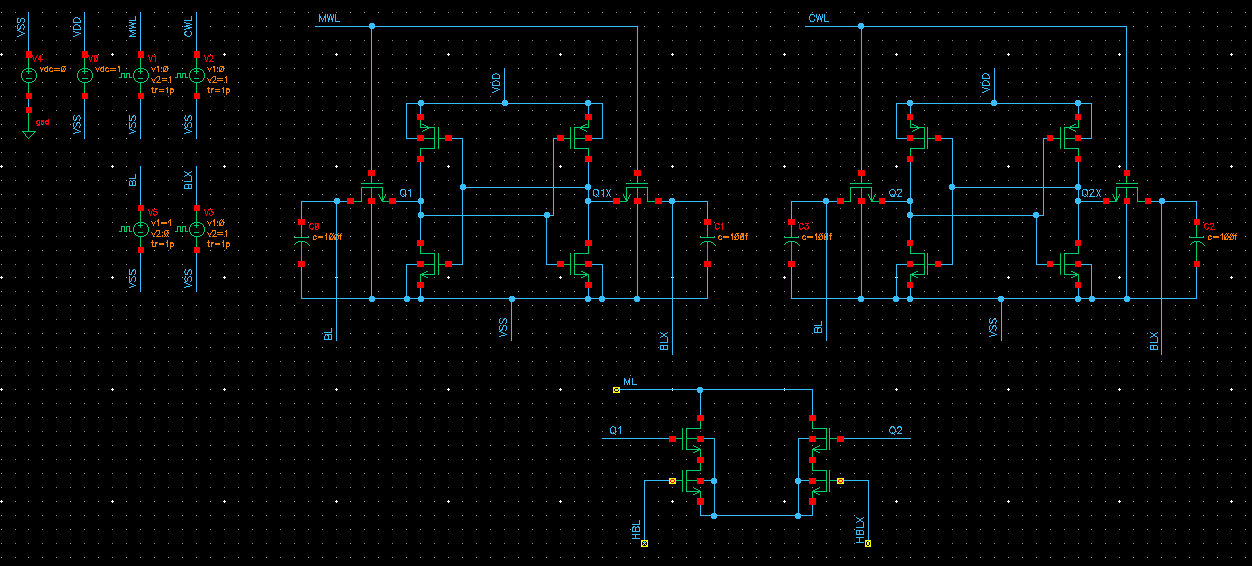 VSS
VDD
MWL
CWL
V4
vdc=0
V0
vdc=1
V1
v1:0
v2=1
tr=1p
V2
v1:0
v2=1
tr=1p
gnd
VSS
VSS
VSS
BL
BLX
V5
v1=1
v2:0
tr=1p
V3
v1:0
v2=1
tr=1p
VSS
VSS
MWL
VDD
Q1
Q1X
C0
c=100f
C1
c=100f
BL
VSS
BLX
CWL
VDD
Q2
Q2X
C3
c=100f
C2
c=100f
BL
VSS
BLX
ML
Q1
Q2
HBL
HBLX